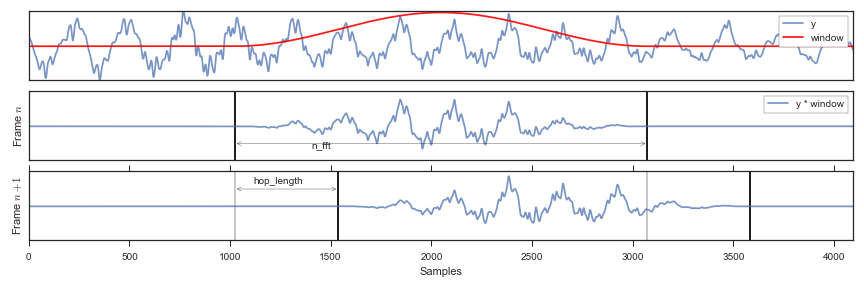 y
window
Frame n
y * window
n_fft
Frame n + 1
hop_length
0 500 1000 1500 2000 2500 3000 3500 4000
Samples